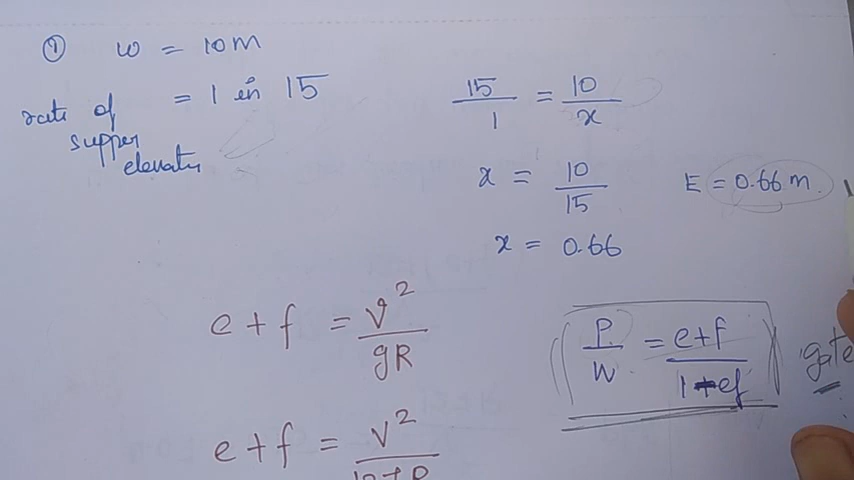 ① w = 10m
rate of supper elevatn = 1 in 15
15/1 = 10/x
x = 10/15
E = 0.66 m.
x = 0.66
e + f = V²/gR
P/W = e+f/1-ef
gate
e + f = V²